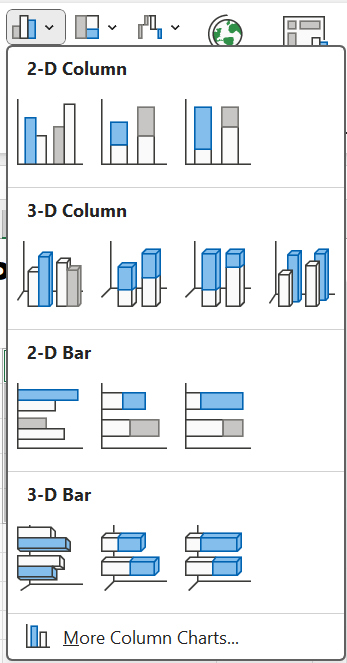 2-D Column
3-D Column
2-D Bar
3-D Bar
More Column Charts...